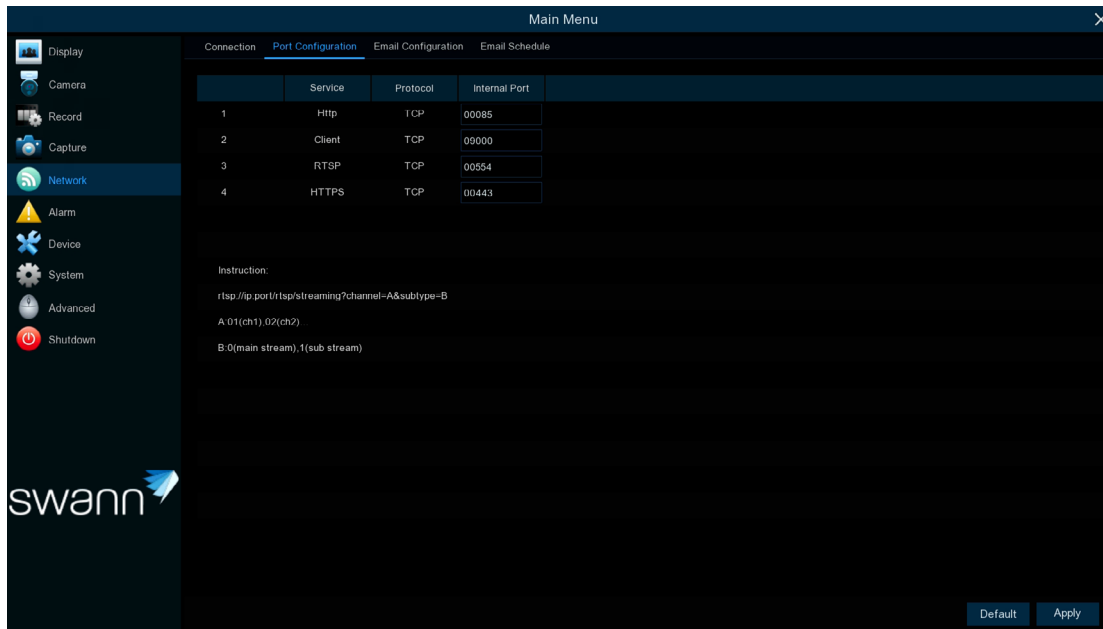 Main Menu
Display
Camera
Record
Capture
Network
Alarm
Device
System
Advanced
Shutdown
swann
Connection Port Configuration Email Configuration Email Schedule
Service Protocol Internal Port
1 Http TCP 00085
2 Client TCP 09000
3 RTSP TCP 00554
4 HTTPS TCP 00443
Instruction:
rtsp://ip:port/rtsp/streaming?channel=A&subtype=B
A:01(ch1),02(ch2)...
B:0(main stream),1(sub stream)
Default Apply